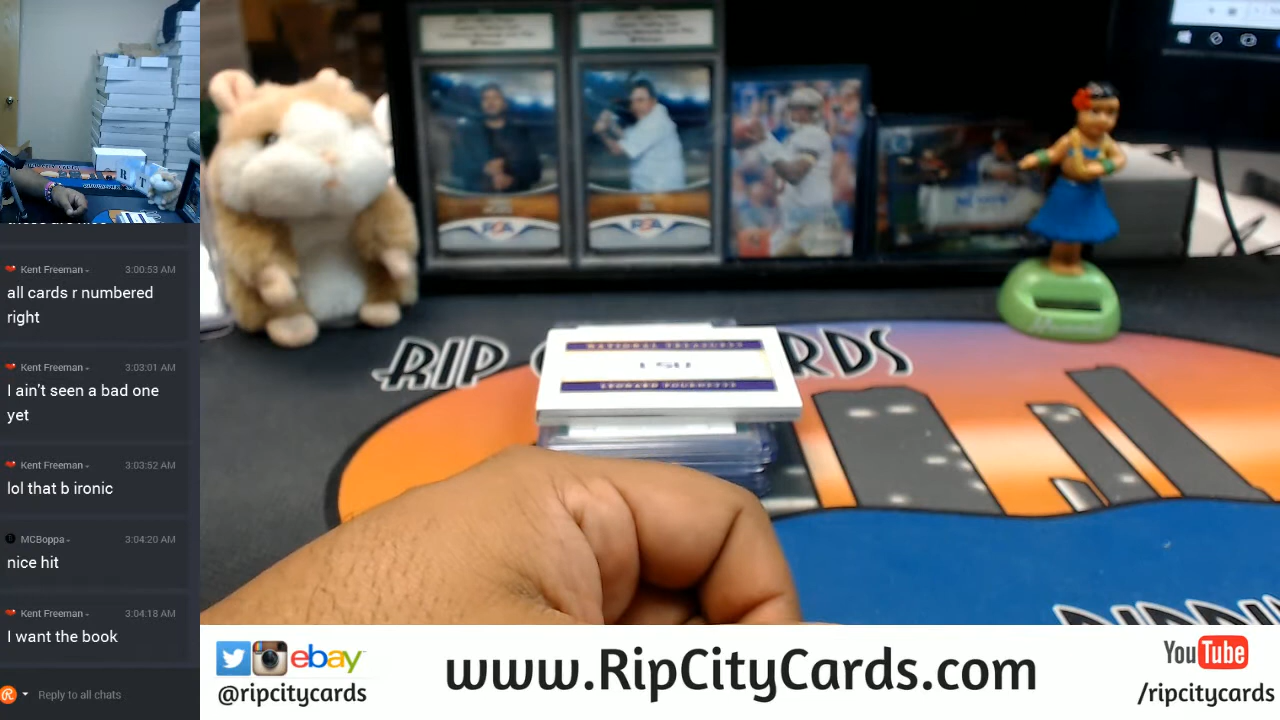 Kent Freeman 3:00:53 AM
all cards r numbered
right
Kent Freeman 3:03:01 AM
I ain't seen a bad one
yet
Kent Freeman 3:03:52 AM
lol that b ironic
MCBoppa 3:04:20 AM
nice hit
Kent Freeman 3:04:18 AM
I want the book
Reply to all chats
RIP C RDS
NATIONAL TREASURES
LSU
LEONARD FOURNETTE
ebay
@ripcitycards
www.RipCityCards.com
YouTube
/ripcitycards